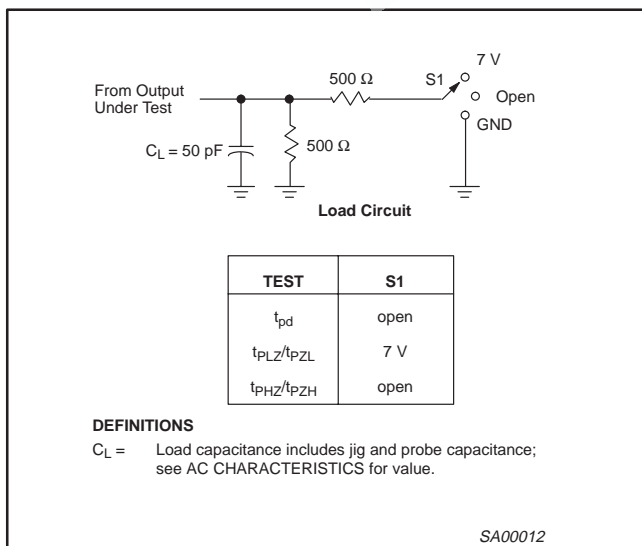 7 V
500 Ω
S1
From Output
Under Test
Open
GND
C_L = 50 pF
500 Ω
Load Circuit
TEST S1
t_pd open
t_PLZ/t_PZL 7 V
t_PHZ/t_PZH open
DEFINITIONS
C_L = Load capacitance includes jig and probe capacitance;
see AC CHARACTERISTICS for value.
SA00012